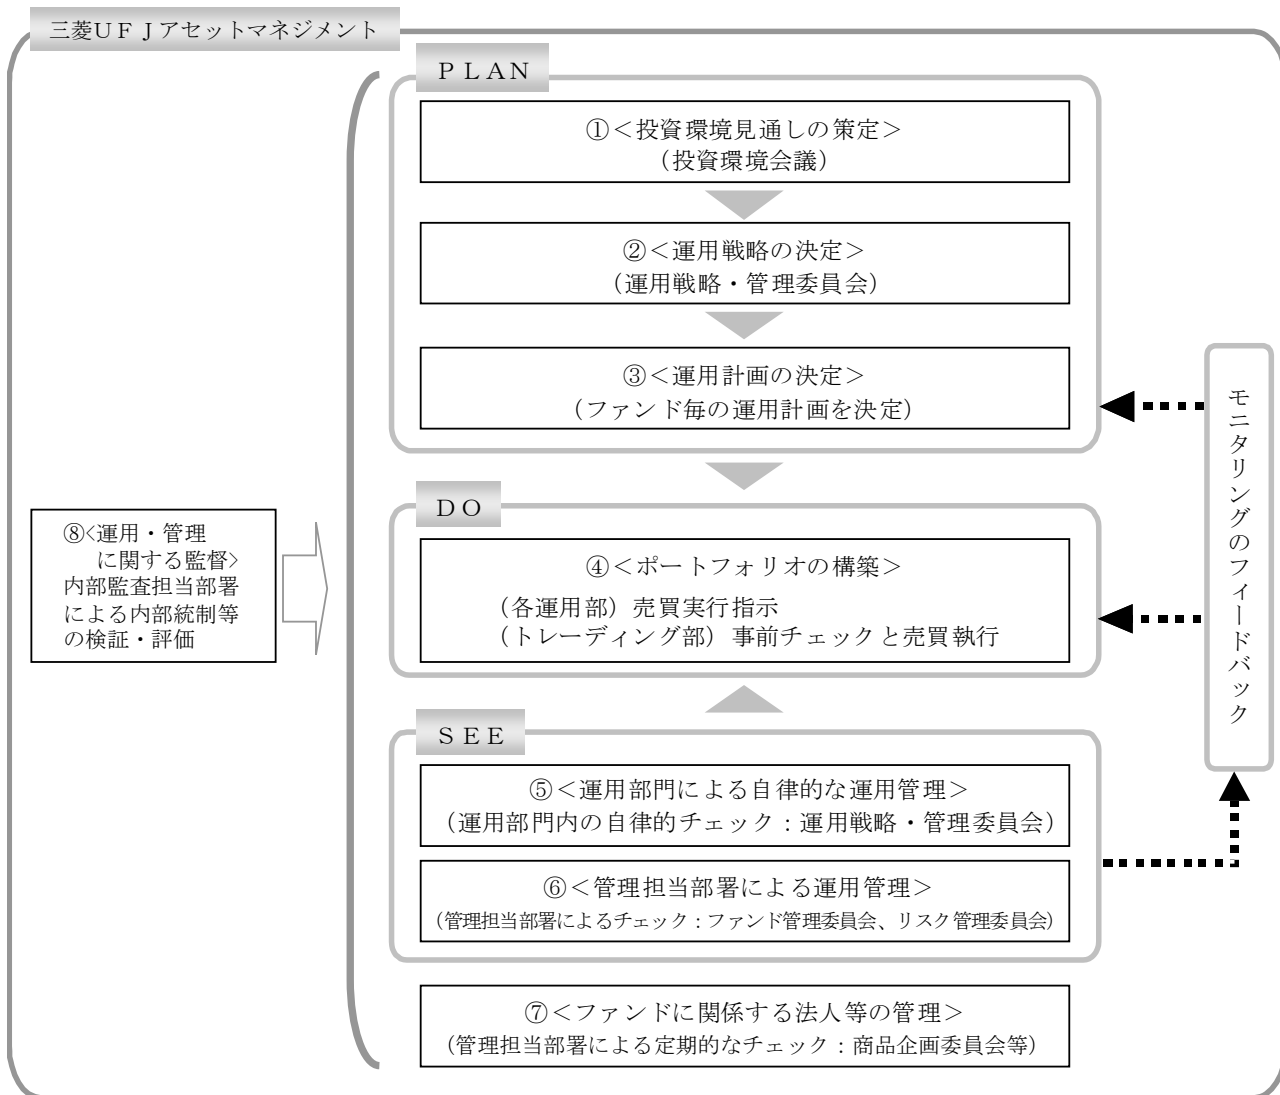 三菱ＵＦＪアセットマネジメント
ＰＬＡＮ
①＜投資環境見通しの策定＞
（投資環境会議）
②＜運用戦略の決定＞
（運用戦略・管理委員会）
③＜運用計画の決定＞
（ファンド毎の運用計画を決定）
ＤＯ
④＜ポートフォリオの構築＞
（各運用部）売買実行指示
（トレーディング部）事前チェックと売買執行
ＳＥＥ
⑤＜運用部門による自律的な運用管理＞
（運用部門内の自律的チェック：運用戦略・管理委員会）
⑥＜管理担当部署による運用管理＞
（管理担当部署によるチェック：ファンド管理委員会、リスク管理委員会）
⑦＜ファンドに関係する法人等の管理＞
（管理担当部署による定期的なチェック：商品企画委員会等）
⑧<運用・管理
に関する監督>
内部監査担当部署
による内部統制等
の検証・評価
モニタリングのフィードバック